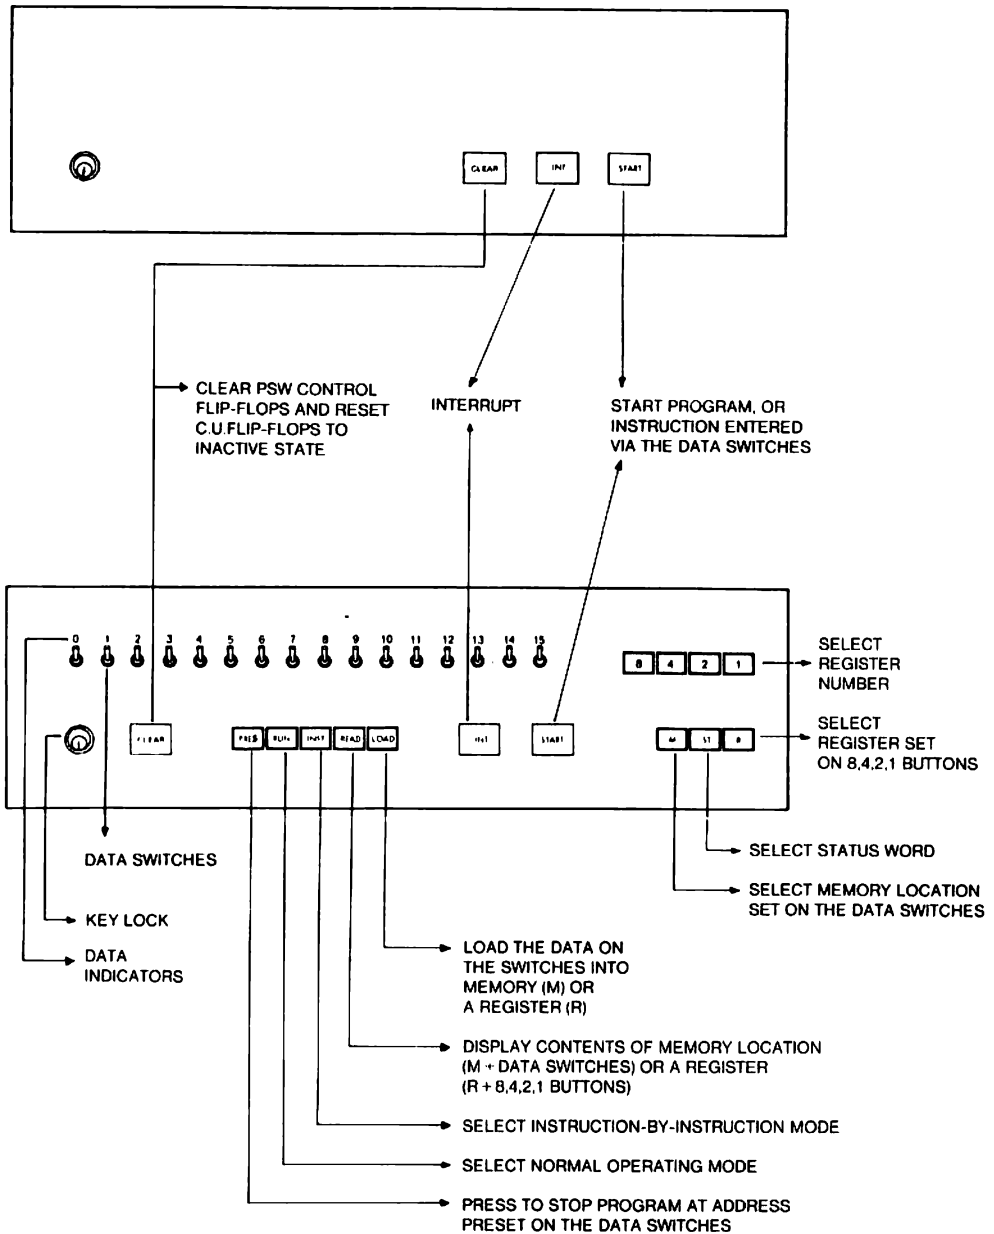 CLEAR
INT
START
CLEAR PSW CONTROL
FLIP-FLOPS AND RESET
C.U.FLIP-FLOPS TO
INACTIVE STATE
INTERRUPT
START PROGRAM, OR
INSTRUCTION ENTERED
VIA THE DATA SWITCHES
0 1 2 3 4 5 6 7 8 9 10 11 12 13 14 15
8 4 2 1
SELECT
REGISTER
NUMBER
CLEAR
PRES RUN INST READ LOAD
INT
START
M ST R
SELECT
REGISTER SET
ON 8,4,2,1 BUTTONS
DATA SWITCHES
SELECT STATUS WORD
SELECT MEMORY LOCATION
SET ON THE DATA SWITCHES
KEY LOCK
DATA
INDICATORS
LOAD THE DATA ON
THE SWITCHES INTO
MEMORY (M) OR
A REGISTER (R)
DISPLAY CONTENTS OF MEMORY LOCATION
(M + DATA SWITCHES) OR A REGISTER
(R + 8,4,2,1 BUTTONS)
SELECT INSTRUCTION-BY-INSTRUCTION MODE
SELECT NORMAL OPERATING MODE
PRESS TO STOP PROGRAM AT ADDRESS
PRESET ON THE DATA SWITCHES